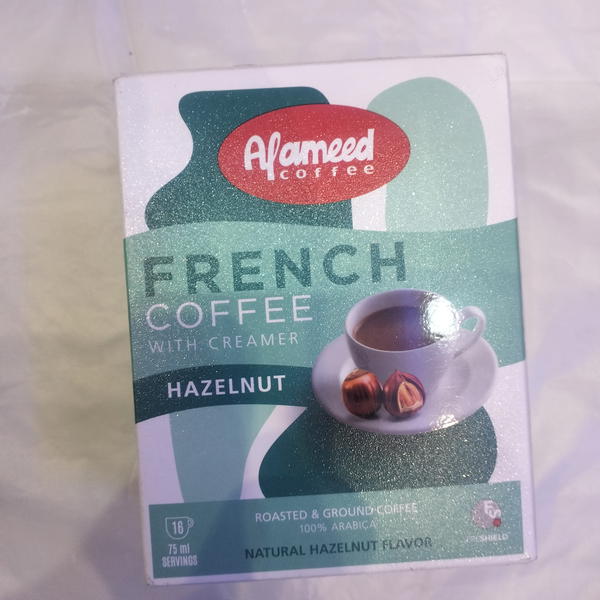 Alameed
coffee
FRENCH
COFFEE
WITH CREAMER
HAZELNUT
ROASTED & GROUND COFFEE
100% ARABICA
NATURAL HAZELNUT FLAVOR
16
75 ml
SERVINGS